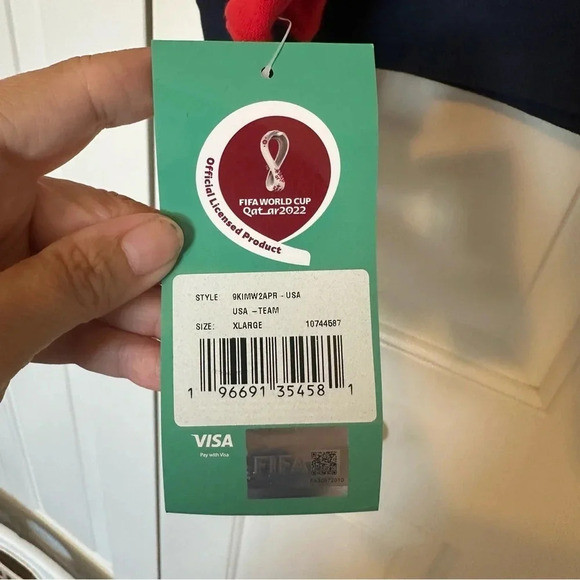 FIFA WORLD CUP
Qatar2022
Official Licensed Product
STYLE: 9KIMW2APR - USA
USA - TEAM
SIZE: XLARGE 10744587
1 96691 35458 1
VISA
Pay with Visa
FIFA